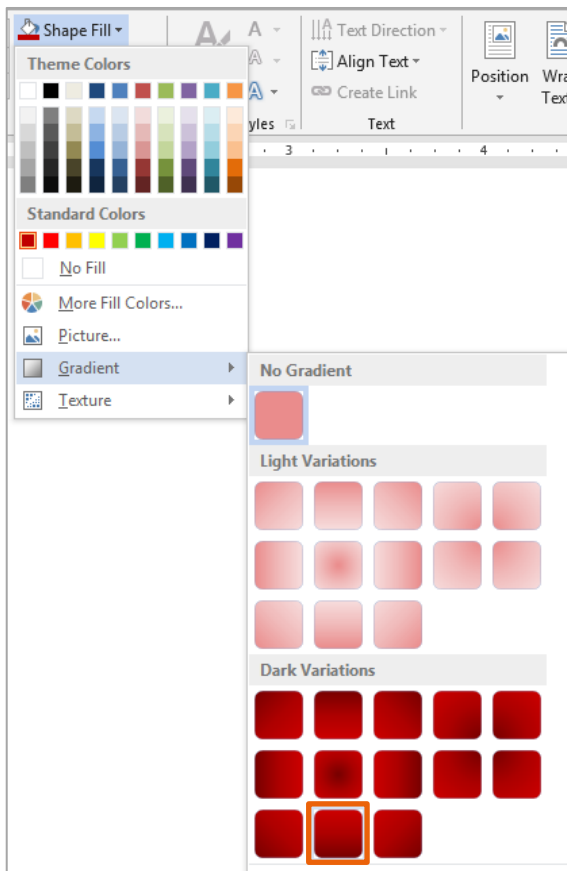 Shape Fill
A
A
Text Direction
Align Text
Create Link
Text
A
A
yles
Position
Wra
Text
3
4
Theme Colors
Standard Colors
No Fill
More Fill Colors...
Picture...
Gradient
Texture
No Gradient
Light Variations
Dark Variations